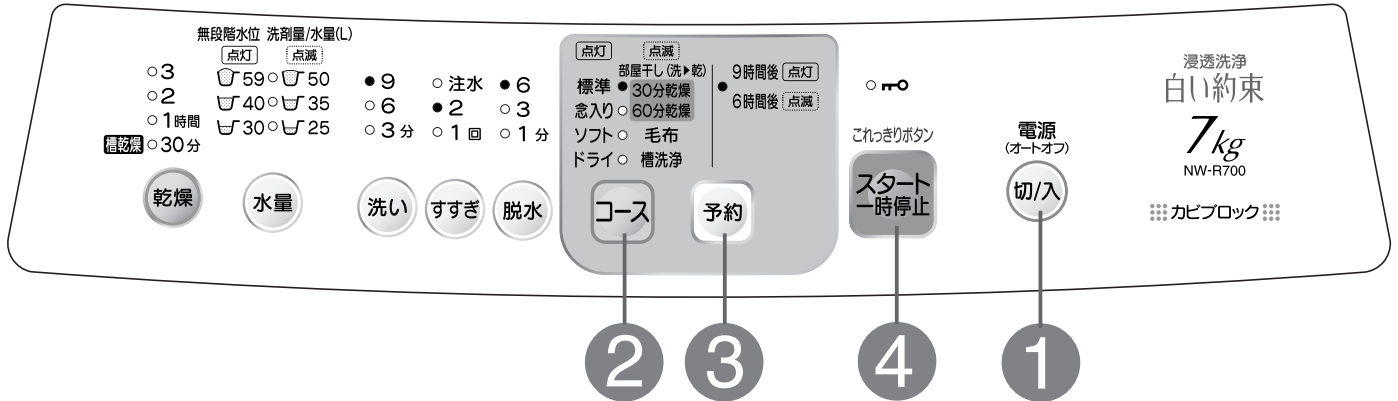 無段階水位 洗剤量/水量(L)
点灯 点滅
3
2
1時間
槽乾燥 30分
59 50
40 35
30 25
9
6
3分
注水
2
1回
6
3
1分
乾燥
水量
洗い
すすぎ
脱水
点灯 点滅
部屋干し(洗▶乾)
標準 30分乾燥
念入り 60分乾燥
ソフト 毛布
ドライ 槽洗浄
9時間後 点灯
6時間後 点滅
コース
予約
これっきりボタン
スタート
一時停止
電源
(オートオフ)
切/入
浸透洗浄
白い約束
7kg
NW-R700
カビブロック
2
3
4
1